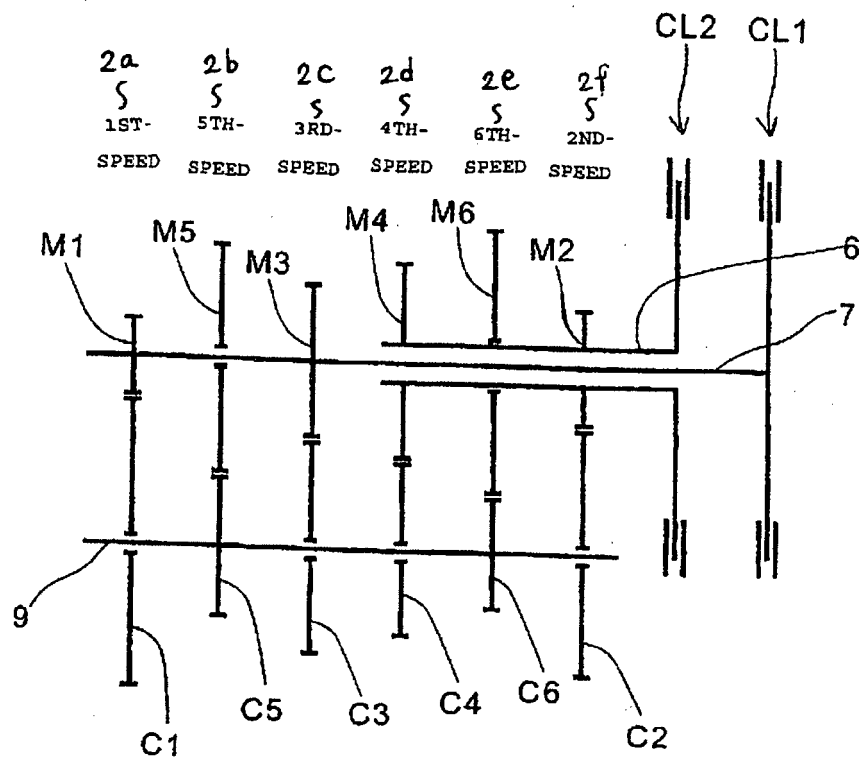 CL2 CL1
2a 2b 2c 2d 2e 2f
1ST- 5TH- 3RD- 4TH- 6TH- 2ND-
SPEED SPEED SPEED SPEED SPEED SPEED
M1 M5 M3 M4 M6 M2 6
7
9
C1 C5 C3 C4 C6 C2